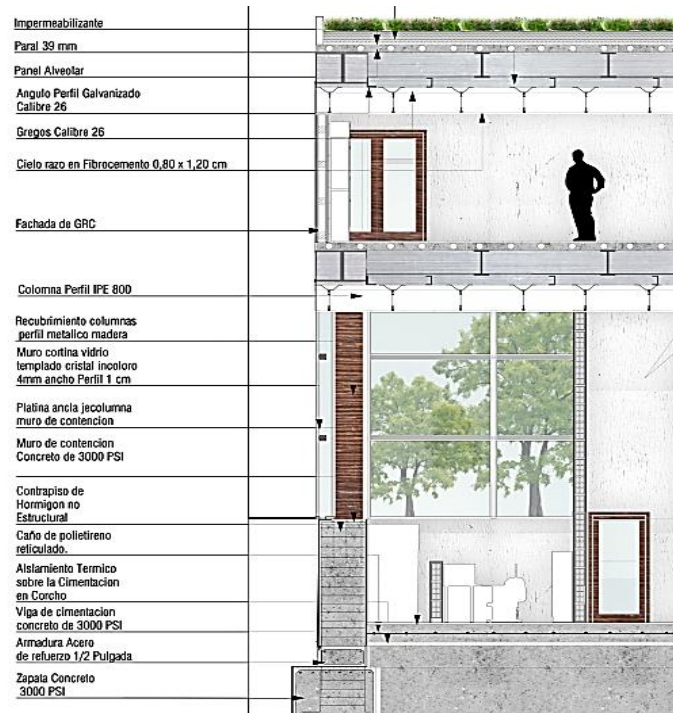 Impermeabilizante
Paral 39 mm
Panel Alveolar
Angulo Perfil Galvanizado
Calibre 26
Gregos Calibre 26
Cielo razo en Fibrocemento 0,80 x 1,20 cm
Fachada de GRC
Colomna Perfil IPE 80D
Recubrimiento columnas
perfil metalico madera
Muro cortina vidrio
templado cristal incoloro
4mm ancho Perfil 1 cm
Platina ancla jecolumna
muro de contencion
Muro de contencion
Concreto de 3000 PSI
Contrapiso de
Hormigon no
Estructural
Caño de polietireno
reticulado.
Aislamiento Termico
sobre la Cimentacion
en Corcho
Viga de cimentacion
concreto de 3000 PSI
Armadura Acero
de refuerzo 1/2 Pulgada
Zapata Concreto
3000 PSI